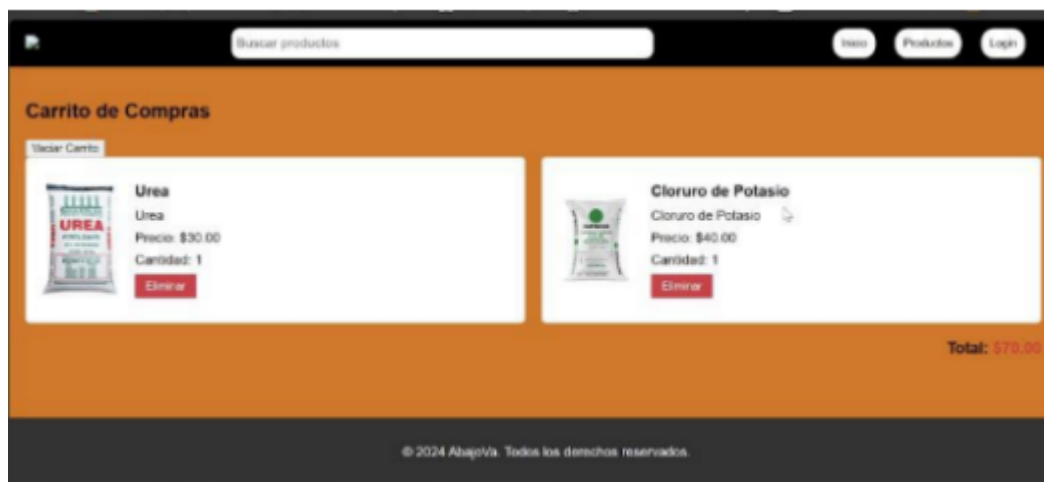 Buscar productos
Inicio
Productos
Login
Carrito de Compras
Vaciar Carrito
UREA
Urea
Urea
Precio: $30.00
Cantidad: 1
Eliminar
Cloruro de Potasio
Cloruro de Potasio
Precio: $40.00
Cantidad: 1
Eliminar
Total: $70.00
© 2024 AbajoVa. Todos los derechos reservados.